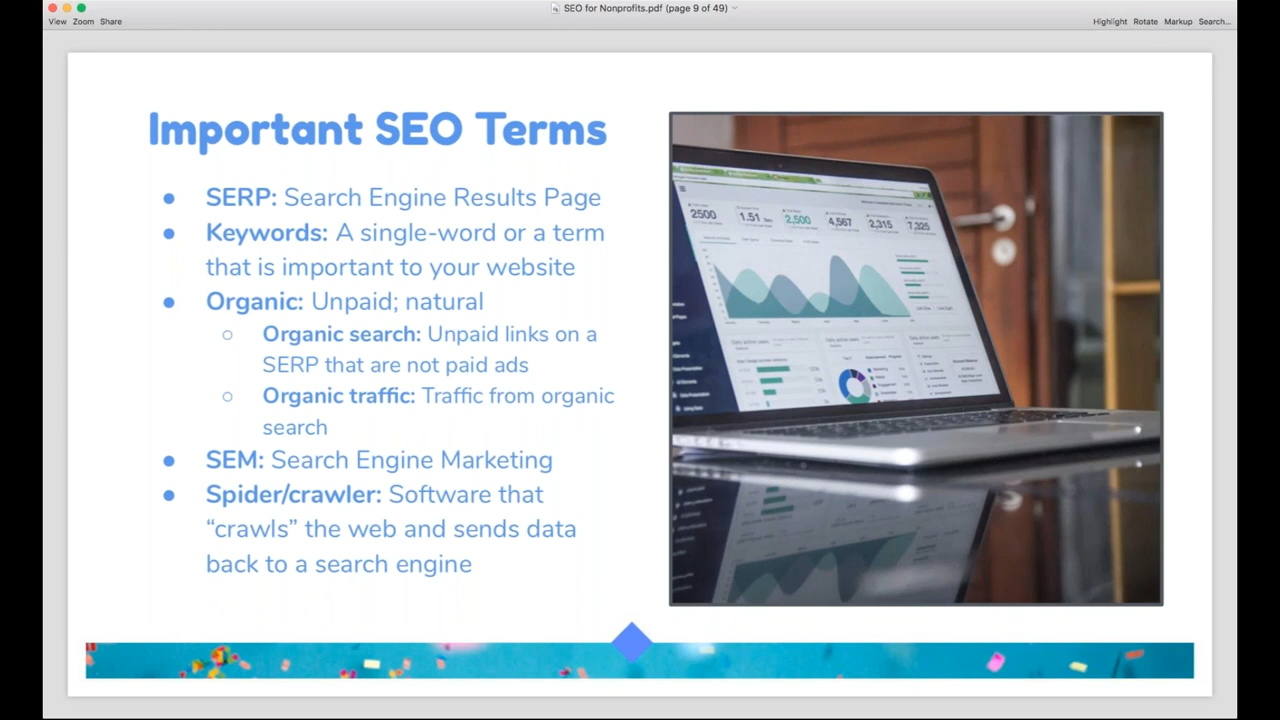 SEO for Nonprofits.pdf (page 9 of 49)
View Zoom Share
Highlight Rotate Markup Search...
Important SEO Terms
● SERP: Search Engine Results Page
● Keywords: A single-word or a term
that is important to your website
● Organic: Unpaid; natural
○ Organic search: Unpaid links on a
SERP that are not paid ads
○ Organic traffic: Traffic from organic
search
● SEM: Search Engine Marketing
● Spider/crawler: Software that
“crawls” the web and sends data
back to a search engine
2500
1.51
2,500
4,567
2,315
7,325